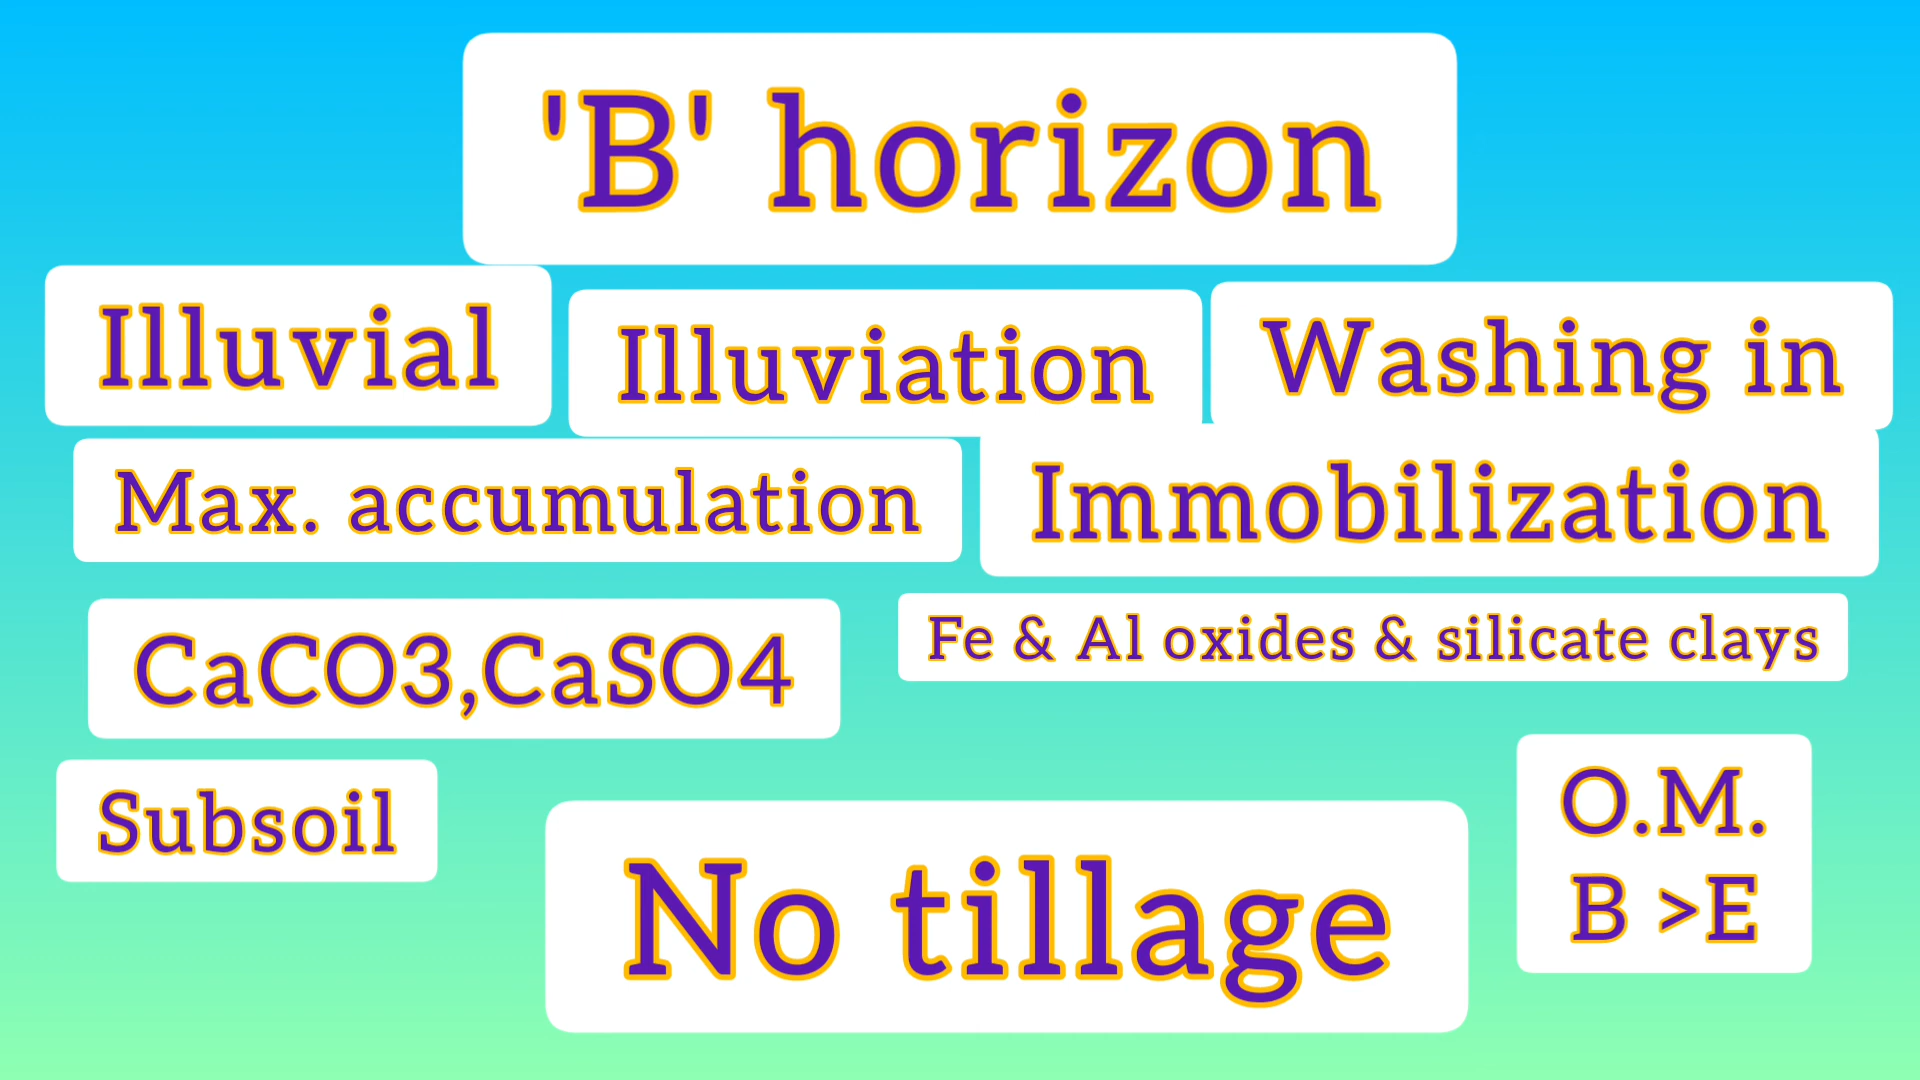 'B' horizon
Illuvial
Illuviation
Washing in
Max. accumulation
Immobilization
CaCO3,CaSO4
Fe & Al oxides & silicate clays
Subsoil
No tillage
O.M.
B >E